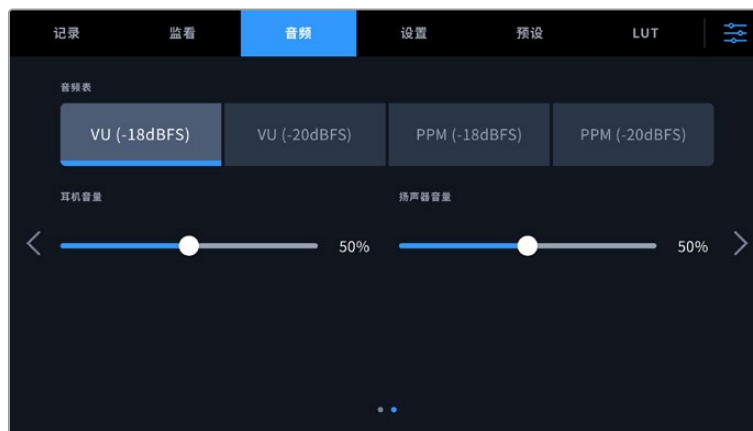 记录 监看 音频 设置 预设 LUT
音频表
VU (-18dBFS) VU (-20dBFS) PPM (-18dBFS) PPM (-20dBFS)
耳机音量 扬声器音量
50% 50%